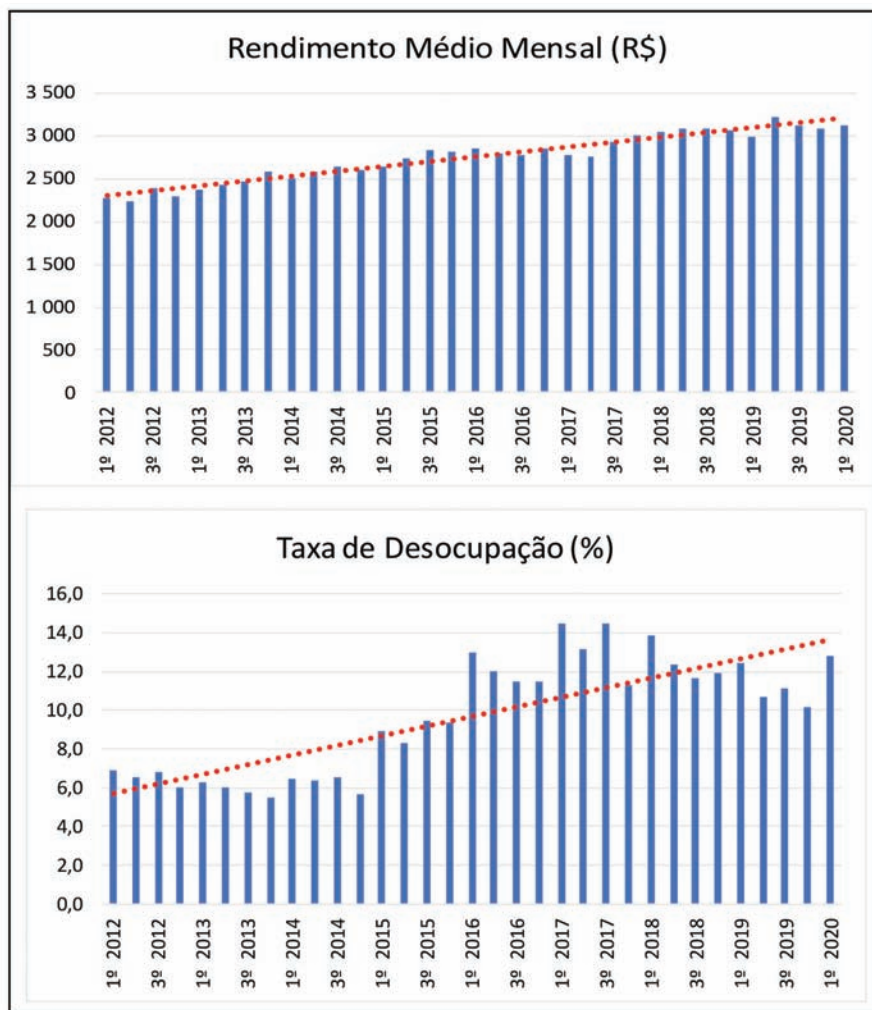 Rendimento Médio Mensal (R$)
3 500
3 000
2 500
2 000
1 500
1 000
500
0
1º 2012
3º 2012
1º 2013
3º 2013
1º 2014
3º 2014
1º 2015
3º 2015
1º 2016
3º 2016
1º 2017
3º 2017
1º 2018
3º 2018
1º 2019
3º 2019
1º 2020
Taxa de Desocupação (%)
16,0
14,0
12,0
10,0
8,0
6,0
4,0
2,0
0,0
1º 2012
3º 2012
1º 2013
3º 2013
1º 2014
3º 2014
1º 2015
3º 2015
1º 2016
3º 2016
1º 2017
3º 2017
1º 2018
3º 2018
1º 2019
3º 2019
1º 2020